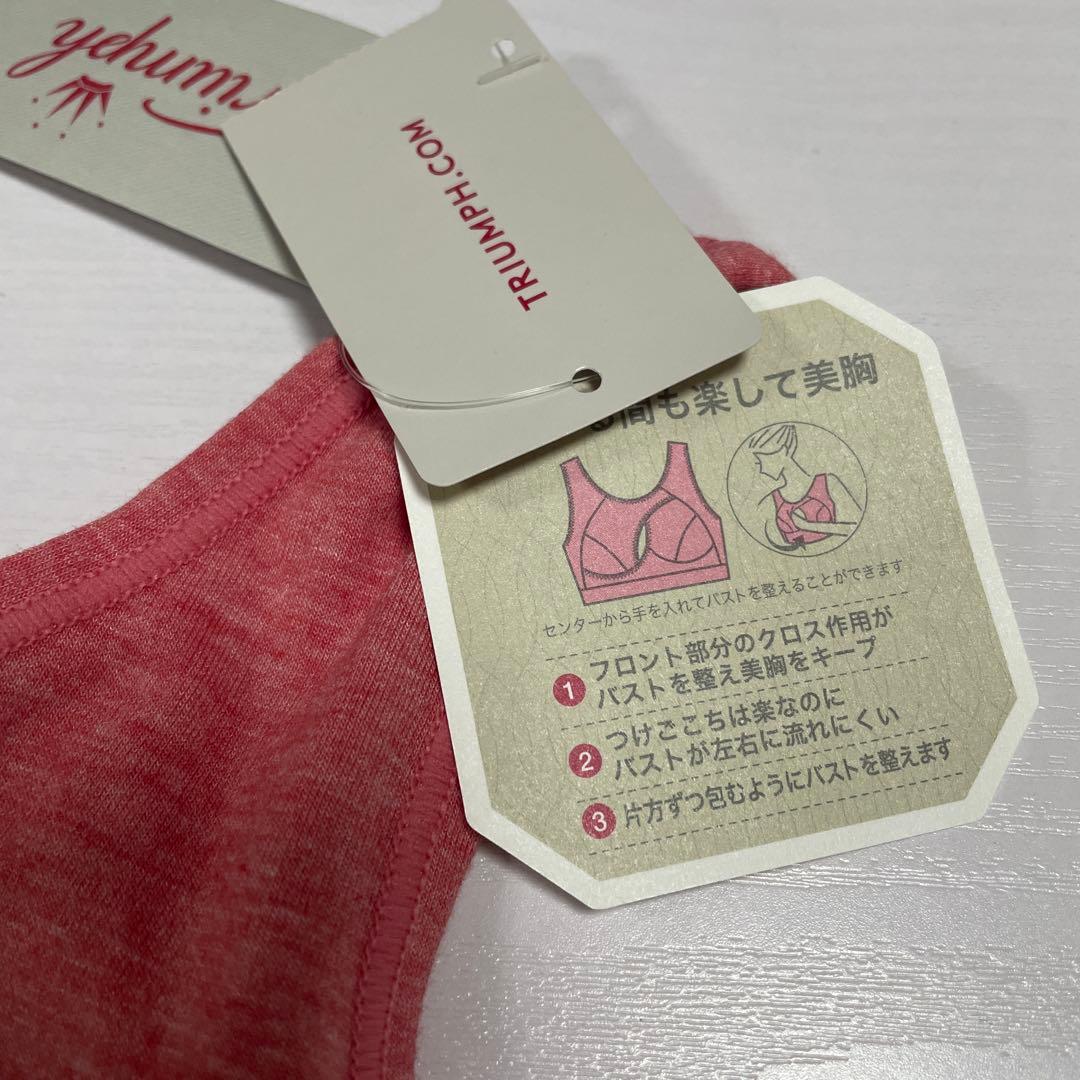 Triumph
TRIUMPH.COM
間も楽して美胸
センターから手を入れてバストを整えることができます
1 フロント部分のクロス作用が
バストを整え美胸をキープ
2 つけごこちは楽なのに
バストが左右に流れにくい
3 片方ずつ包むようにバストを整えます